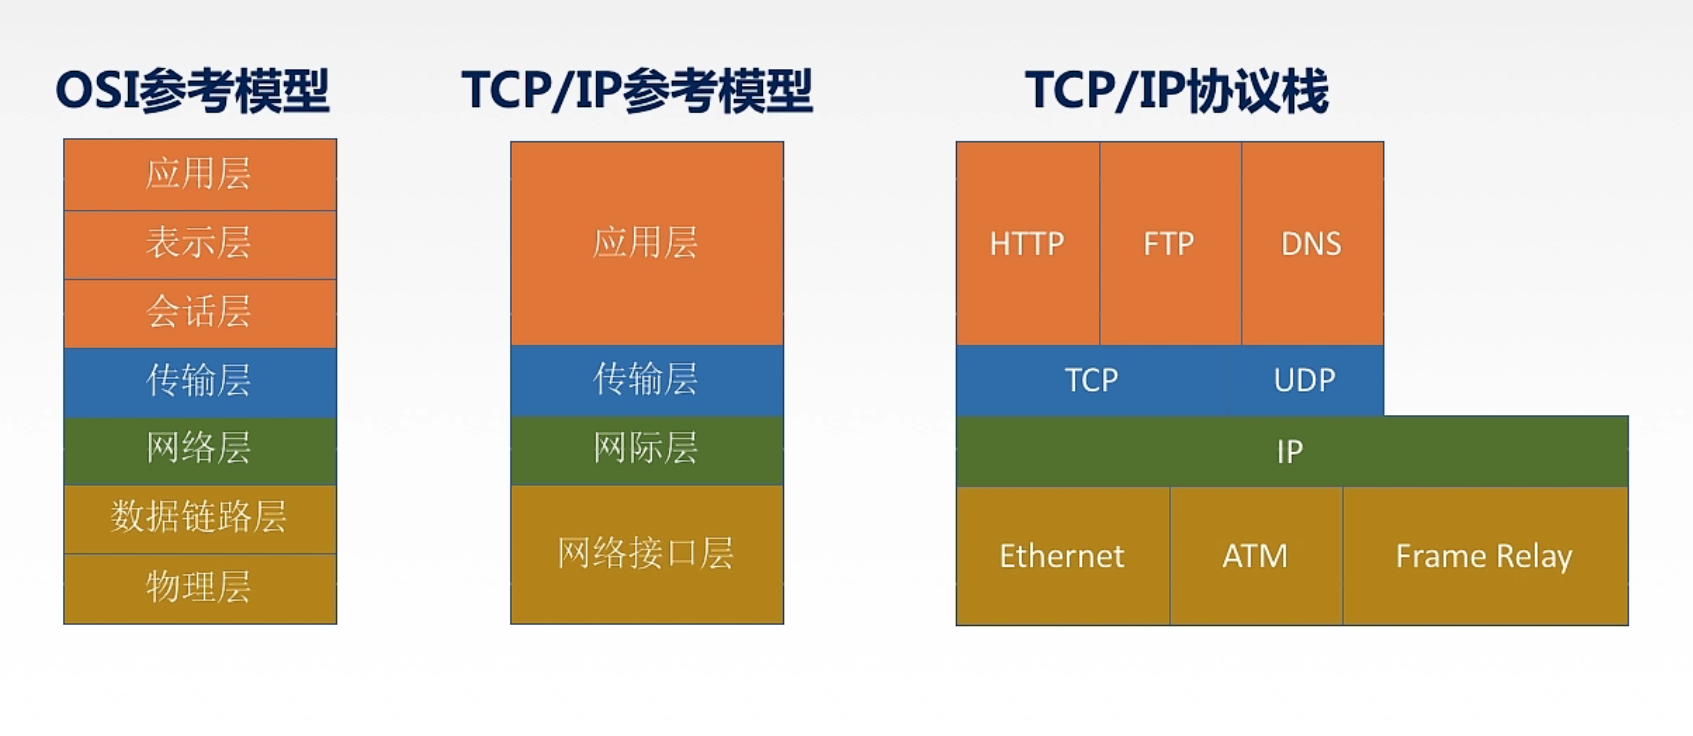 OSI参考模型
应用层
表示层
会话层
传输层
网络层
数据链路层
物理层
TCP/IP参考模型
应用层
传输层
网际层
网络接口层
TCP/IP协议栈
HTTP FTP DNS
TCP UDP
IP
Ethernet ATM Frame Relay